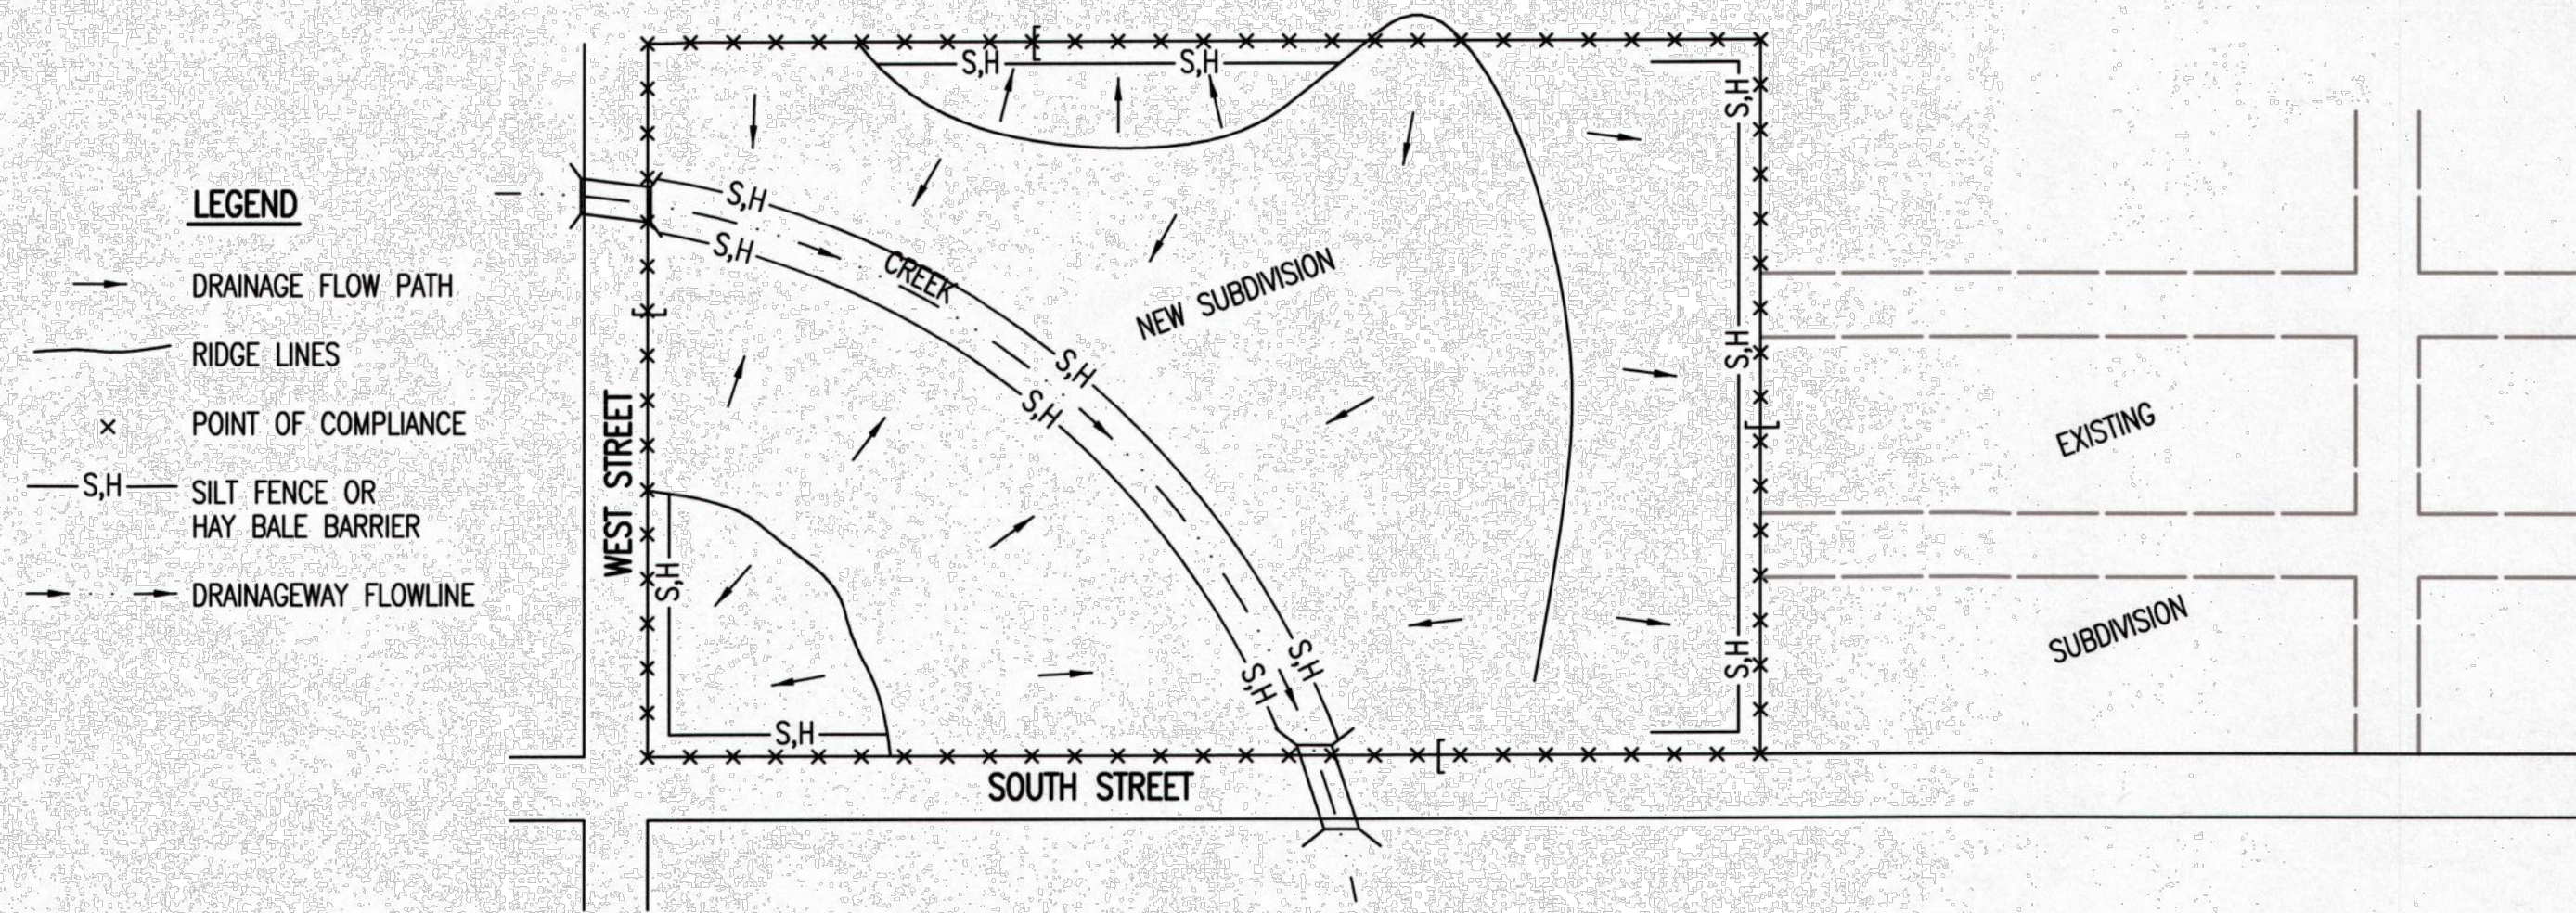 LEGEND
DRAINAGE FLOW PATH
RIDGE LINES
× POINT OF COMPLIANCE
S,H SILT FENCE OR
HAY BALE BARRIER
DRAINAGEWAY FLOWLINE
S,H
S,H
S,H
S,H
S,H
CREEK
NEW SUBDIVISION
S,H
S,H
S,H
WEST STREET
S,H
S,H
S,H
S,H
S,H
SOUTH STREET
EXISTING
SUBDIVISION